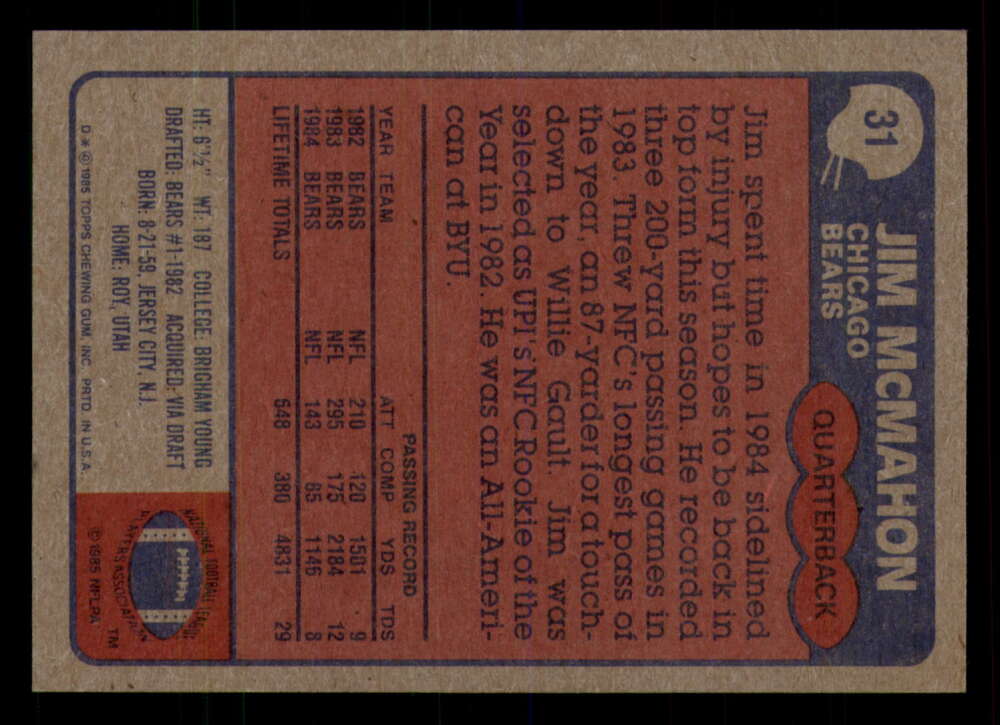 31
JIM McMAHON
CHICAGO
BEARS
QUARTERBACK
Jim spent time in 1984 sidelined
by injury but hopes to be back in
top form this season. He recorded
three 200-yard passing games in
1983. Threw NFC's longest pass of
the year, an 87-yarder for a touch-
down to Willie Gault. Jim was
selected as UPI's NFC Rookie of the
Year in 1982. He was an All-Ameri-
can at BYU.
PASSING RECORD
YEAR TEAM ATT COMP YDS TDS
1982 BEARS NFL 210 120 1501 9
1983 BEARS NFL 295 175 2184 12
1984 BEARS NFL 143 85 1146 8
LIFETIME TOTALS 648 380 4831 29
HT: 6'½" WT: 187 COLLEGE: BRIGHAM YOUNG
DRAFTED: BEARS #1-1982 ACQUIRED: VIA DRAFT
BORN: 8-21-59, JERSEY CITY, N.J.
HOME: ROY, UTAH
D* © 1985 TOPPS CHEWING GUM, INC. PRTD. IN U.S.A.
NATIONAL FOOTBALL LEAGUE
PLAYERS ASSOCIATION
TM
© 1985 NFLPA